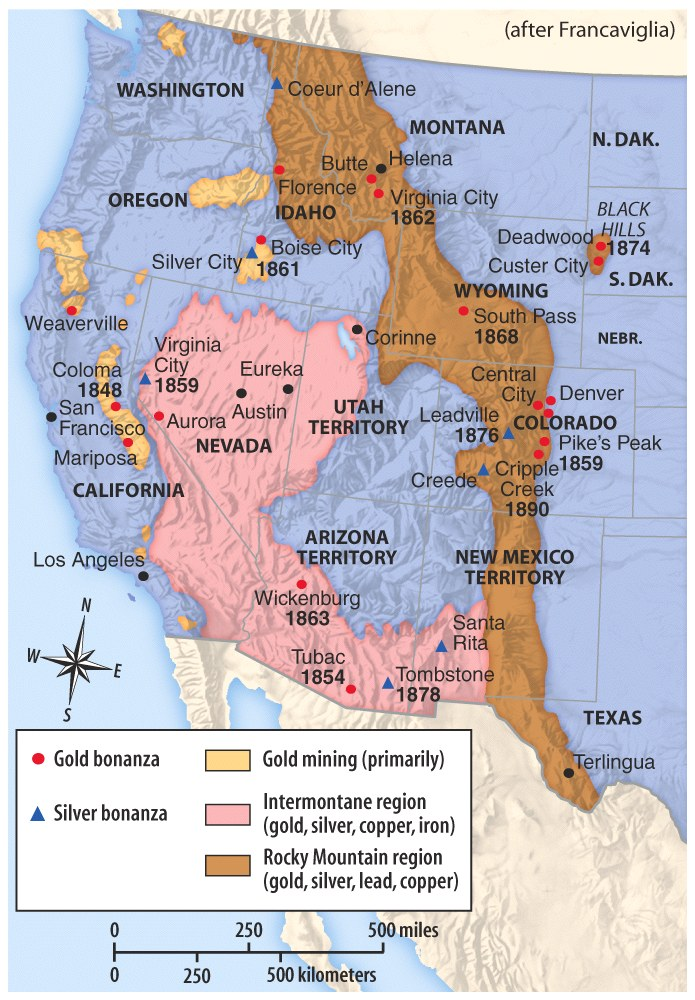 (after Francaviglia)
WASHINGTON
Coeur d’Alene
MONTANA
N. DAK.
Butte
Helena
Florence
Virginia City
1862
OREGON
IDAHO
BLACK
HILLS
Deadwood
1874
Custer City
S. DAK.
Boise City
Silver City
1861
WYOMING
South Pass
1868
NEBR.
Weaverville
Corinne
Virginia
City
1859
Coloma
1848
Eureka
Austin
Central
City
Denver
San
Francisco
Aurora
UTAH
TERRITORY
Leadville
1876
COLORADO
Pike’s Peak
1859
Mariposa
NEVADA
Creede
Cripple
Creek
1890
CALIFORNIA
ARIZONA
TERRITORY
NEW MEXICO
TERRITORY
Los Angeles
Wickenburg
1863
Santa
Rita
N
W
E
S
Tubac
1854
Tombstone
1878
TEXAS
Terlingua
Gold bonanza
Silver bonanza
Gold mining (primarily)
Intermontane region
(gold, silver, copper, iron)
Rocky Mountain region
(gold, silver, lead, copper)
0 250 500 miles
0 250 500 kilometers